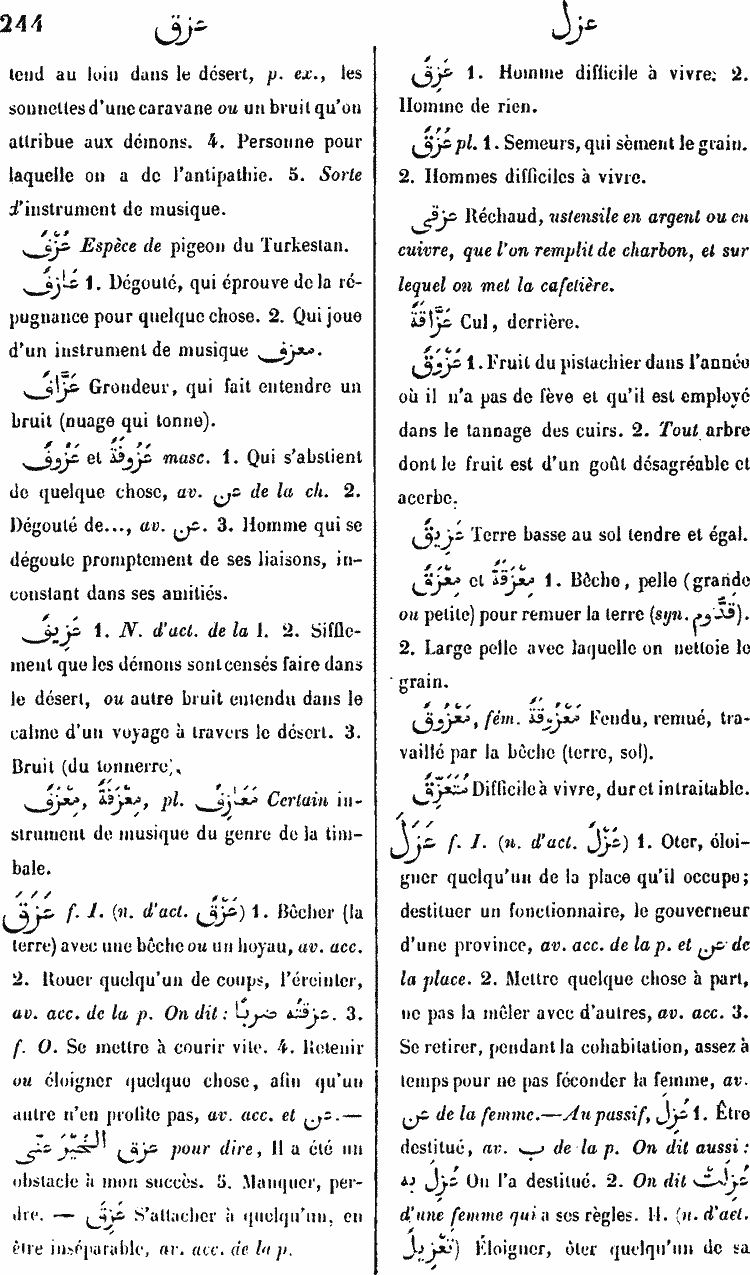 244
عزق
عزل
tend au loin dans le désert, p. ex., les
sonnettes d'une caravane ou un bruit qu'on
attribue aux démons. 4. Personne pour
laquelle on a de l'antipathie. 5. Sorte
d'instrument de musique.
عُزْفٌ Espèce de pigeon du Turkestan.
عَازِفٌ 1. Dégouté, qui éprouve de la ré-
pugnance pour quelque chose. 2. Qui joue
d'un instrument de musique معزف.
عَزَّافٌ Grondeur, qui fait entendre un
bruit (nuage qui tonne).
عَزُوفٌ et عَزُوفَةٌ masc. 1. Qui s'abstient
de quelque chose, av. عن de la ch. 2.
Dégouté de..., av. عن. 3. Homme qui se
dégoute promptement de ses liaisons, in-
constant dans ses amitiés.
عَزِيفٌ 1. N. d'act. de la I. 2. Siffle-
ment que les démons sont censés faire dans
le désert, ou autre bruit entendu dans le
calme d'un voyage à travers le désert. 3.
Bruit (du tonnerre).
مِعْزَفٌ, مِعْزَفَةٌ, pl. مَعَازِفُ Certain in-
strument de musique du genre de la tim-
bale.
عَزَقَ f. I. (n. d'act. عَزْقٌ) 1. Bêcher (la
terre) avec une bêche ou un hoyau, av. acc.
2. Rouer quelqu'un de coups, l'éreinter,
av. acc. de la p. On dit: عزقته ضربًا. 3.
f. O. Se mettre à courir vite. 4. Retenir
ou éloigner quelque chose, afin qu'un
autre n'en profite pas, av. acc. et عن.—
عزق الخَيْرَ عَنِّى pour dire, Il a été un
obstacle à mon succès. 5. Manquer, per-
dre. — عَزِقَ S'attacher à quelqu'un, en
être inséparable, av. acc. de la p.
عَزِقٌ 1. Homme difficile à vivre; 2.
Homme de rien.
عُزُقٌ pl. 1. Semeurs, qui sèment le grain.
2. Hommes difficiles à vivre.
عزقى Réchaud, ustensile en argent ou en
cuivre, que l'on remplit de charbon, et sur
lequel on met la cafetière.
عَزَّاقَةٌ Cul, derrière.
عَزْوَقٌ 1. Fruit du pistachier dans l'année
où il n'a pas de fève et qu'il est employé
dans le tannage des cuirs. 2. Tout arbre
dont le fruit est d'un goût désagréable et
acerbe.
عَزِيقٌ Terre basse au sol tendre et égal.
مِعْزَقٌ et مِعْزَقَةٌ 1. Bêche, pelle (grande
ou petite) pour remuer la terre (syn. قدّوم).
2. Large pelle avec laquelle on nettoie le
grain.
مَعْزُوقٌ, fém. مَعْزُوقَةٌ Fendu, remué, tra-
vaillé par la bêche (terre, sol).
مُتَعَزِّقٌ Difficile à vivre, dur et intraitable.
عَزَلَ f. I. (n. d'act. عَزْلٌ) 1. Oter, éloi-
gner quelqu'un de la place qu'il occupe;
destituer un fonctionnaire, le gouverneur
d'une province, av. acc. de la p. et عن de
la place. 2. Mettre quelque chose à part,
ne pas la mêler avec d'autres, av. acc. 3.
Se retirer, pendant la cohabitation, assez à
temps pour ne pas féconder la femme, av.
عن de la femme.—Au passif, عُزِلَ 1. Être
destitué, av. ب de la p. On dit aussi:
عُزِلَ به On l'a destitué. 2. On dit عُزِلَت
d'une femme qui a ses règles. II. (n. d'act.
تَعْزِيلٌ) Éloigner, ôter quelqu'un de sa